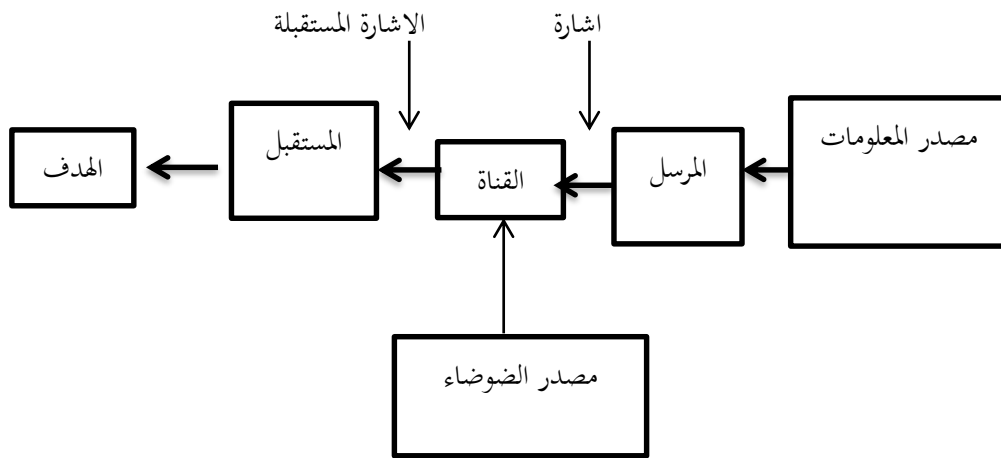 اشارة
الاشارة المستقبلة
مصدر المعلومات
المرسل
القناة
المستقبل
الهدف
مصدر الضوضاء